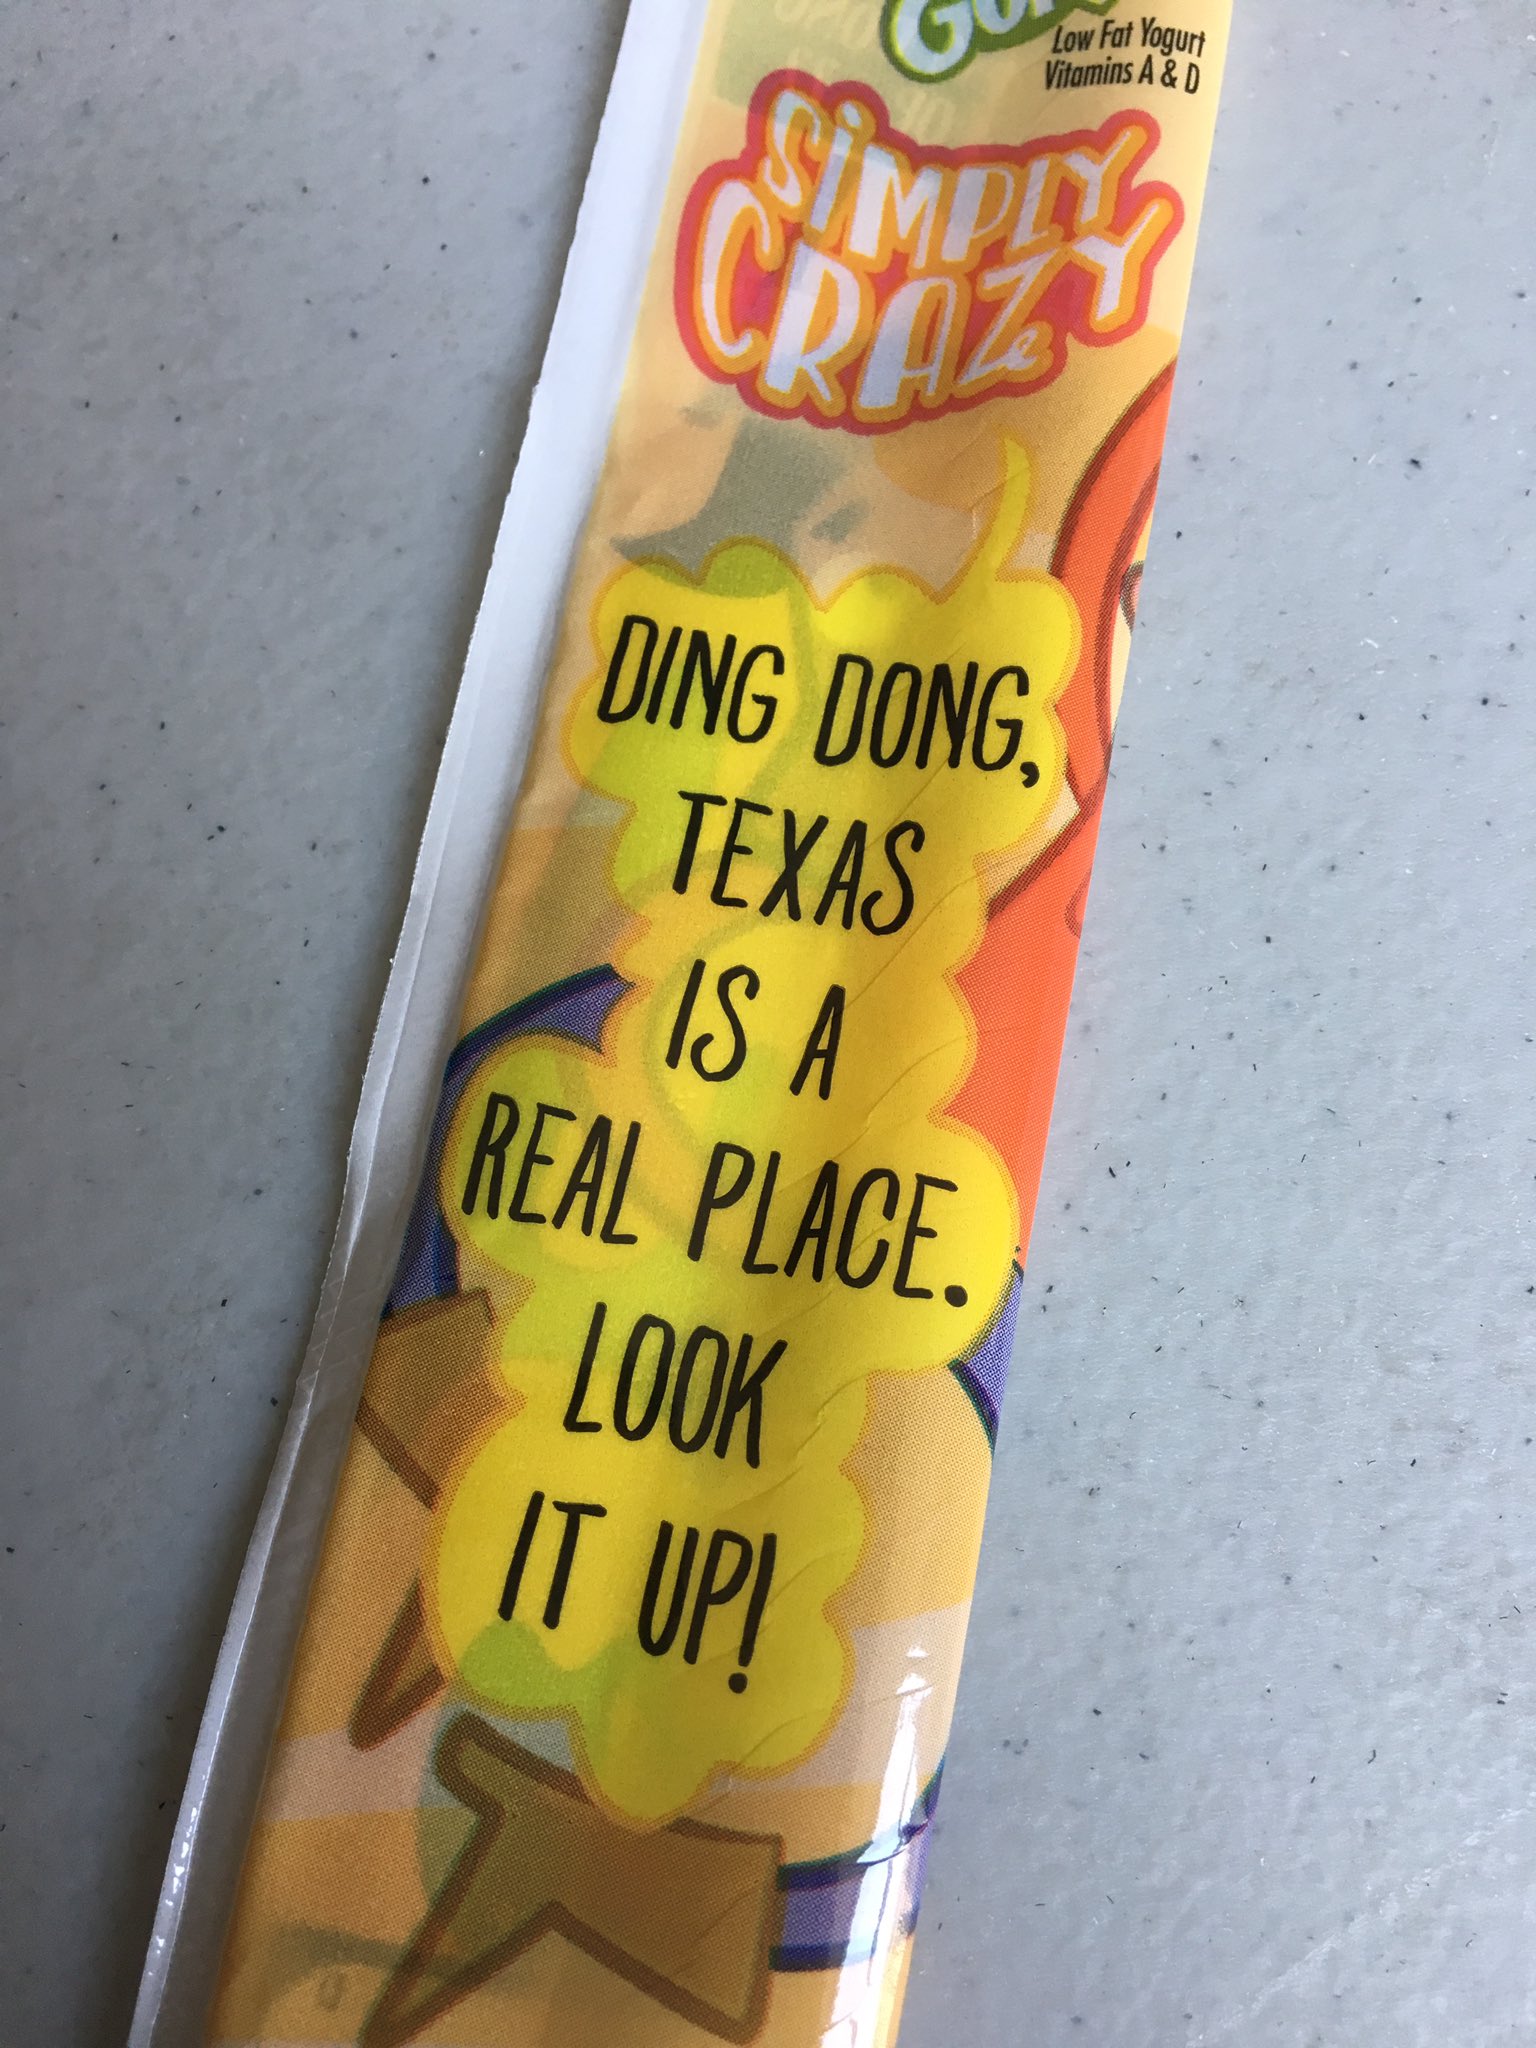 Low Fat Yogurt
Vitamins A & D
SiMPLY
CRAZY
DING DONG,
TEXAS
IS A
REAL PLACE.
LOOK
IT UP!